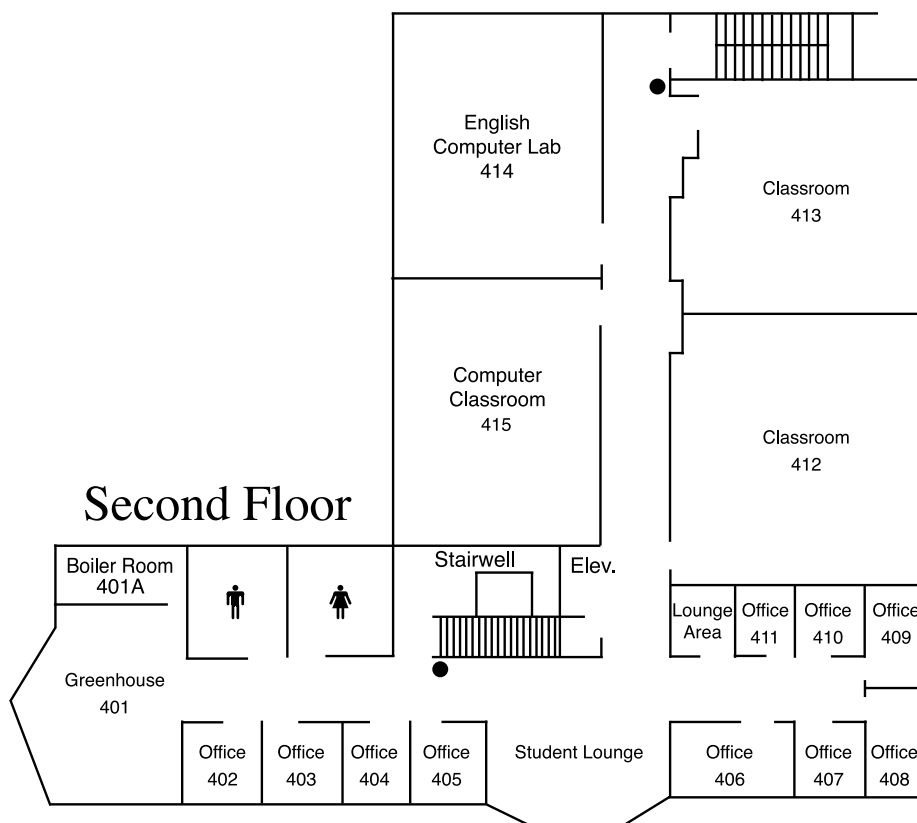 English
Computer Lab
414
Classroom
413
Computer
Classroom
415
Classroom
412
Second Floor
Boiler Room
401A
Stairwell
Elev.
Lounge
Area
Office
411
Office
410
Office
409
Greenhouse
401
Office
402
Office
403
Office
404
Office
405
Student Lounge
Office
406
Office
407
Office
408